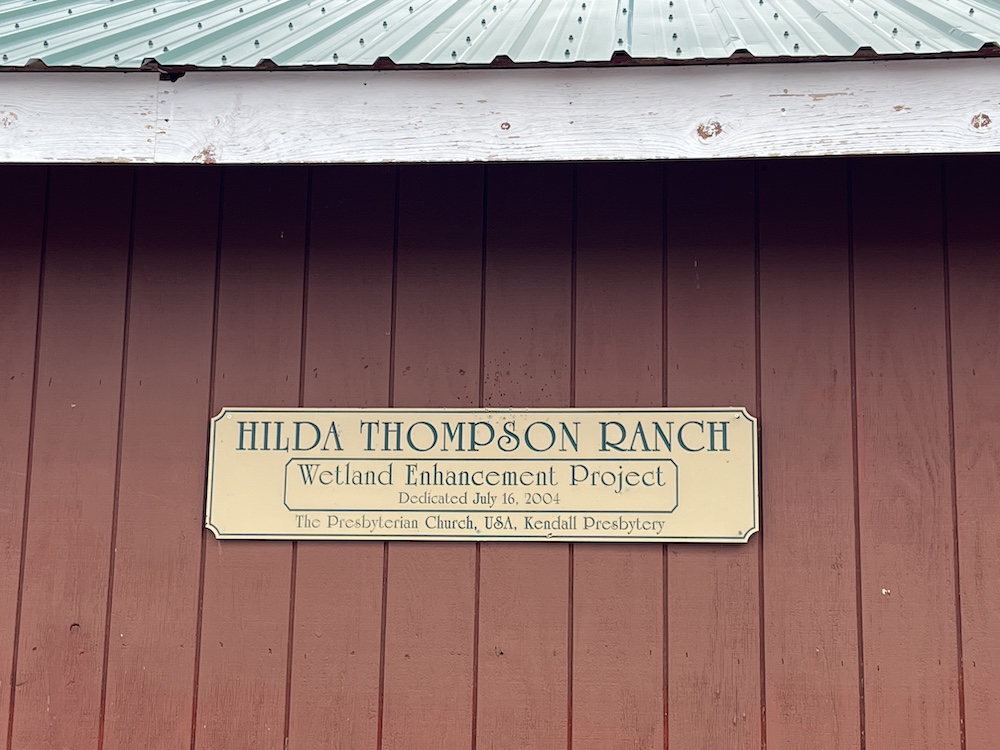 HILDA THOMPSON RANCH
Wetland Enhancement Project
Dedicated July 16, 2004
The Presbyterian Church, USA, Kendall Presbytery